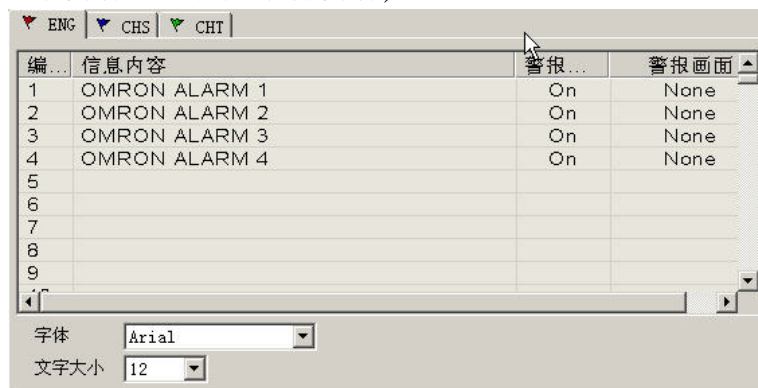 ENG CHS CHT
编... 信息内容 警报... 警报画面
1 OMRON ALARM 1 On None
2 OMRON ALARM 2 On None
3 OMRON ALARM 3 On None
4 OMRON ALARM 4 On None
5
6
7
8
9
字体 Arial
文字大小 12